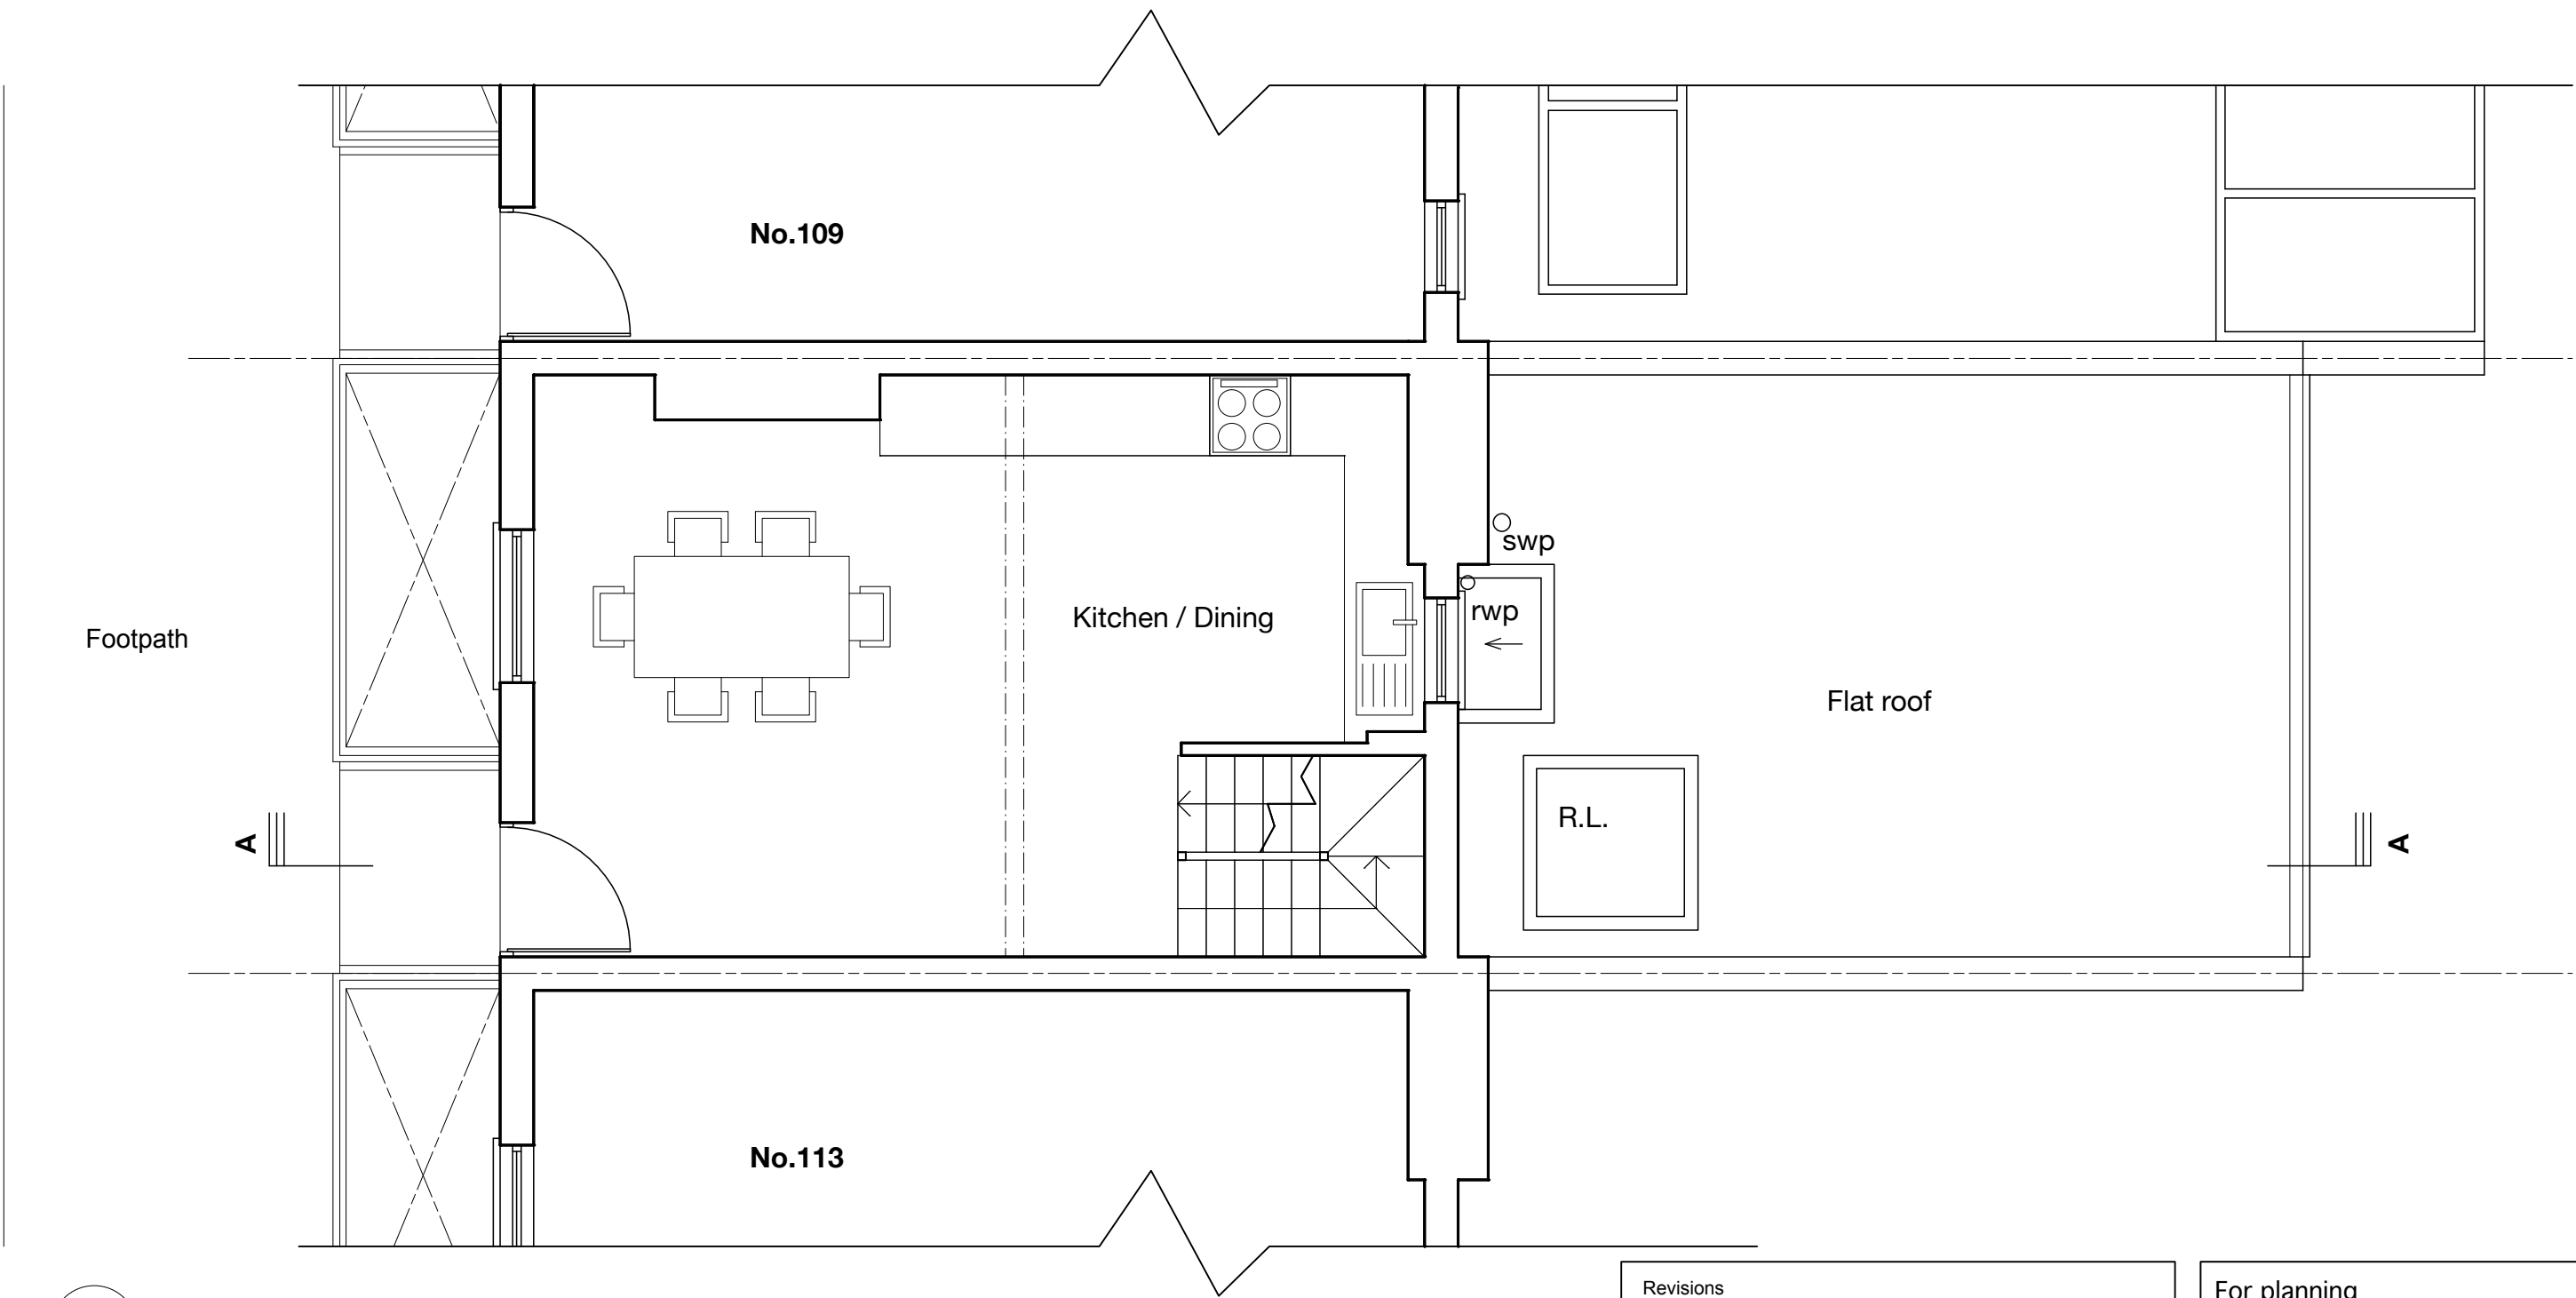 No.109
swp
rwp
Kitchen / Dining
Footpath
Flat roof
R.L.
A
A
No.113
Revisions
For planning